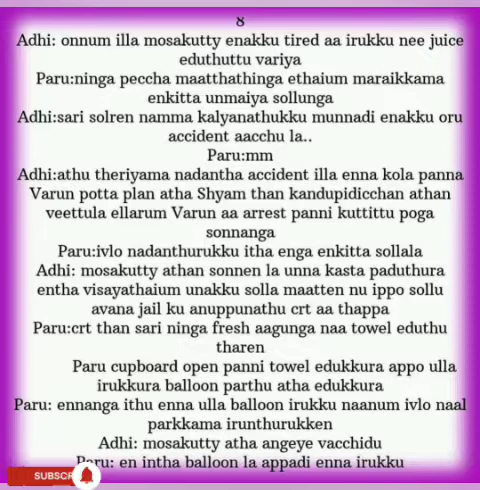 8
Adhi: onnum illa mosakutty enakku tired aa irukku nee juice
eduthuttu variya
Paru:ninga peccha maatthathinga ethaium maraikkama
enkitta unmaiya sollunga
Adhi:sari solren namma kalyanathukku munnadi enakku oru
accident aacchu la..
Paru:mm
Adhi:athu theriyama nadantha accident illa enna kola panna
Varun potta plan atha Shyam than kandupidicchan athan
veettula ellarum Varun aa arrest panni kuttittu poga
sonnanga
Paru:ivlo nadanthurukku itha enga enkitta sollala
Adhi: mosakutty athan sonnen la unna kasta paduthura
entha visayathaium unakku solla maatten nu ippo sollu
avana jail ku anuppunathu crt aa thappa
Paru:crt than sari ninga fresh aagunga naa towel eduthu
tharen
Paru cupboard open panni towel edukkura appo ulla
irukkura balloon parthu atha edukkura
Paru: ennanga ithu enna ulla balloon irukku naanum ivlo naal
parkkama irunthurukken
Adhi: mosakutty atha angeye vacchidu
Paru: en intha balloon la appadi enna irukku
SUBSCR